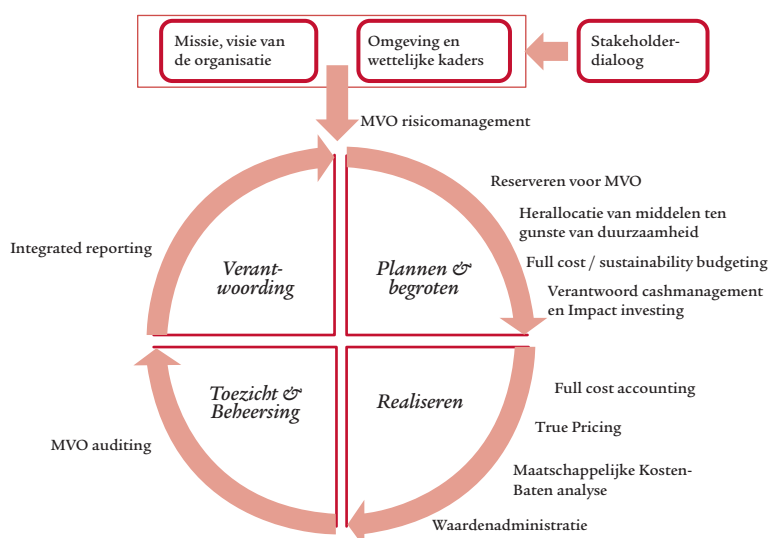 Missie, visie van
de organisatie
Omgeving en
wettelijke kaders
Stakeholder-
dialoog
MVO risicomanagement
Reserveren voor MVO
Herallocatie van middelen ten
gunste van duurzaamheid
Full cost / sustainability budgeting
Verantwoord cashmanagement
en Impact investing
Integrated reporting
Verant-
woording
Plannen &
begroten
Toezicht &
Beheersing
Realiseren
Full cost accounting
True Pricing
Maatschappelijke Kosten-
Baten analyse
Waardenadministratie
MVO auditing